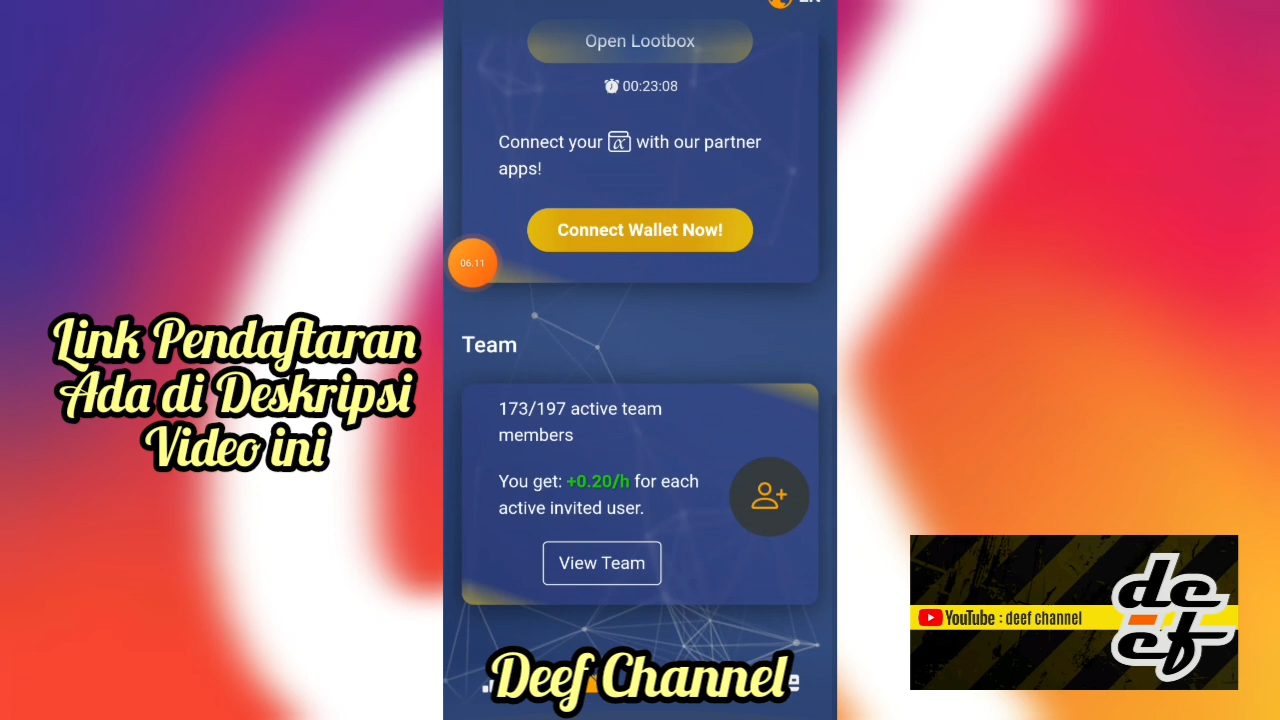 Open Lootbox
00:23:08
Connect your with our partner
apps!
Connect Wallet Now!
06.11
Team
173/197 active team
members
You get: +0.20/h for each
active invited user.
View Team
Link Pendaftaran
Ada di Deskripsi
Video ini
Deef Channel
YouTube : deef channel
deef